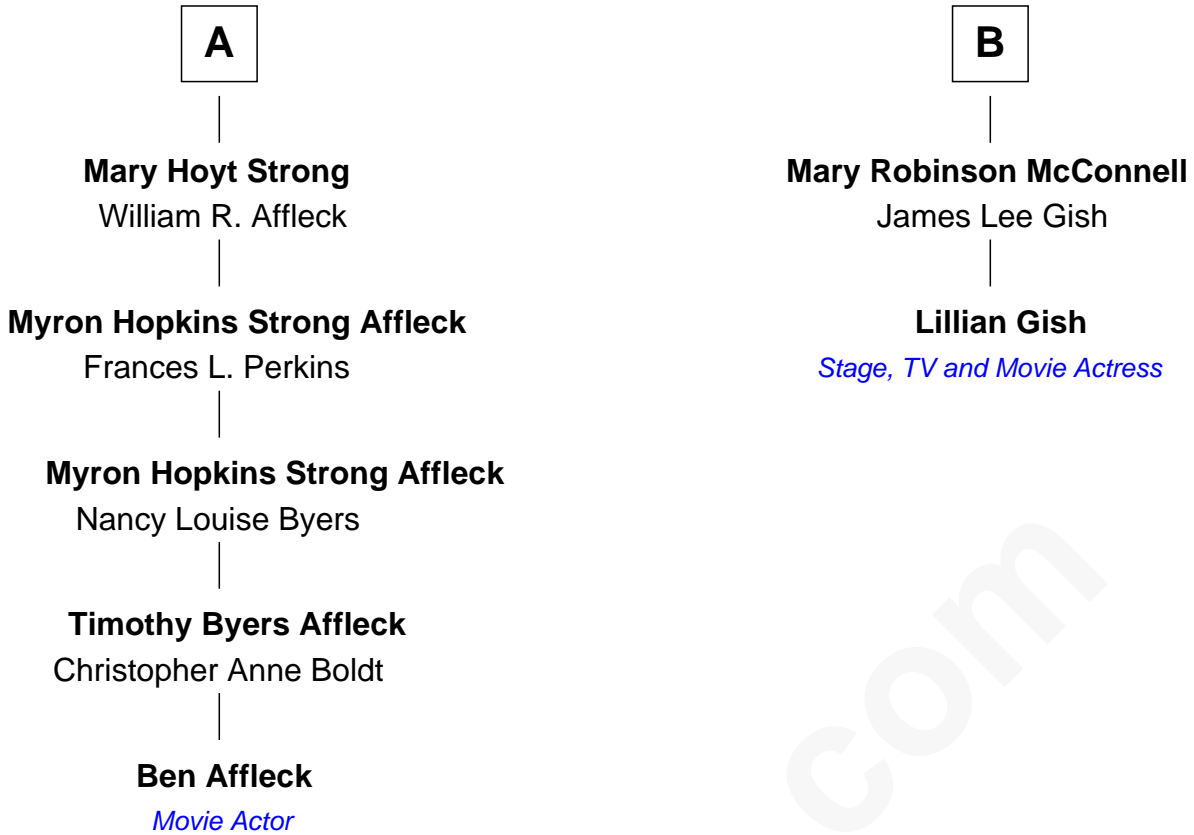 A
Mary Hoyt Strong
William R. Affleck
Myron Hopkins Strong Affleck
Frances L. Perkins
Myron Hopkins Strong Affleck
Nancy Louise Byers
Timothy Byers Affleck
Christopher Anne Boldt
Ben Affleck
Movie Actor
B
Mary Robinson McConnell
James Lee Gish
Lillian Gish
Stage, TV and Movie Actress
com